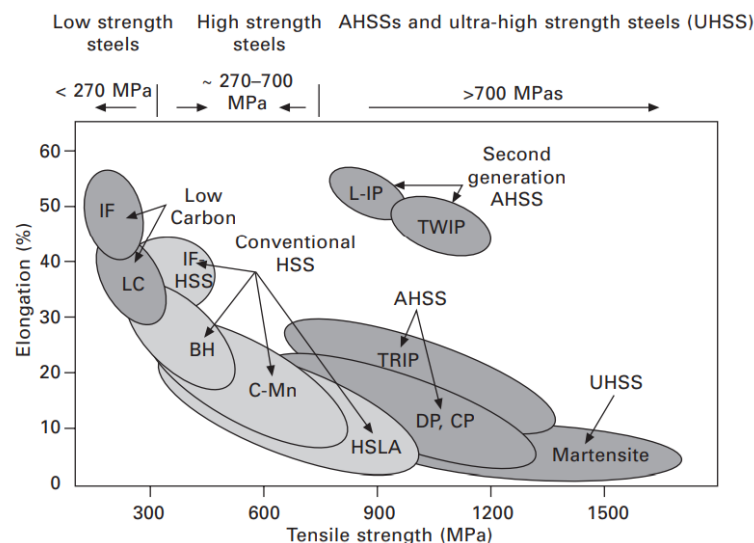 Low strength
steels
High strength
steels
AHSSs and ultra-high strength steels (UHSS)
< 270 MPa
~ 270–700
MPa
>700 MPas
Elongation (%)
60
50
40
30
20
10
0
IF
Low
Carbon
LC
IF-
HSS
Conventional
HSS
BH
C-Mn
HSLA
L-IP
Second
generation
AHSS
TWIP
AHSS
TRIP
DP, CP
UHSS
Martensite
300
600
900
1200
1500
Tensile strength (MPa)